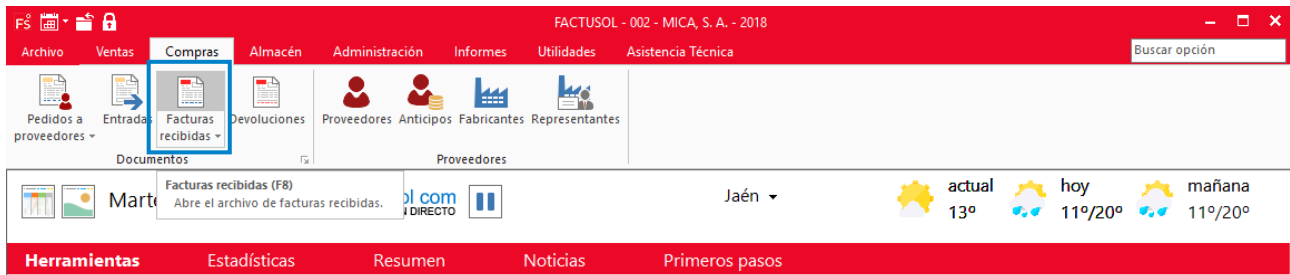 FS
FACTUSOL - 002 - MICA, S. A. - 2018
Archivo Ventas Compras Almacén Administración Informes Utilidades Asistencia Técnica Buscar opción
Pedidos a proveedores
Entradas
Facturas recibidas
Devoluciones
Proveedores
Anticipos
Fabricantes
Representantes
Documentos
Proveedores
Facturas recibidas (F8)
Abre el archivo de facturas recibidas.
com
DIRECTO
Jaén
actual
13º
hoy
11º/20º
mañana
11º/20º
Herramientas Estadísticas Resumen Noticias Primeros pasos